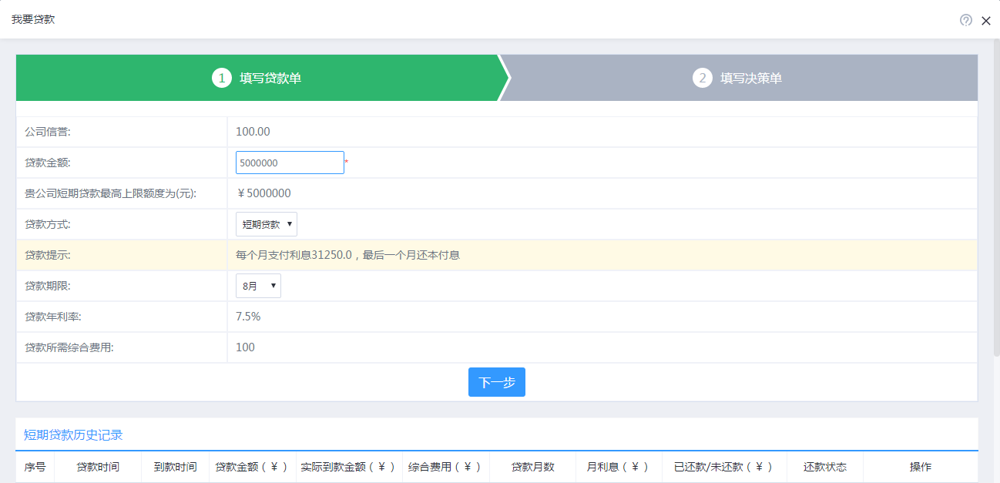 我要贷款
1 填写贷款单 2 填写决策单
公司信誉: 100.00
贷款金额: 5000000 *
贵公司短期贷款最高上限额度为(元): ￥5000000
贷款方式: 短期贷款
贷款提示: 每个月支付利息31250.0，最后一个月还本付息
贷款期限: 8月
贷款年利率: 7.5%
贷款所需综合费用: 100
下一步
短期贷款历史记录
序号 贷款时间 到款时间 贷款金额（￥） 实际到款金额（￥） 综合费用（￥） 贷款月数 月利息（￥） 已还款/未还款（￥） 还款状态 操作